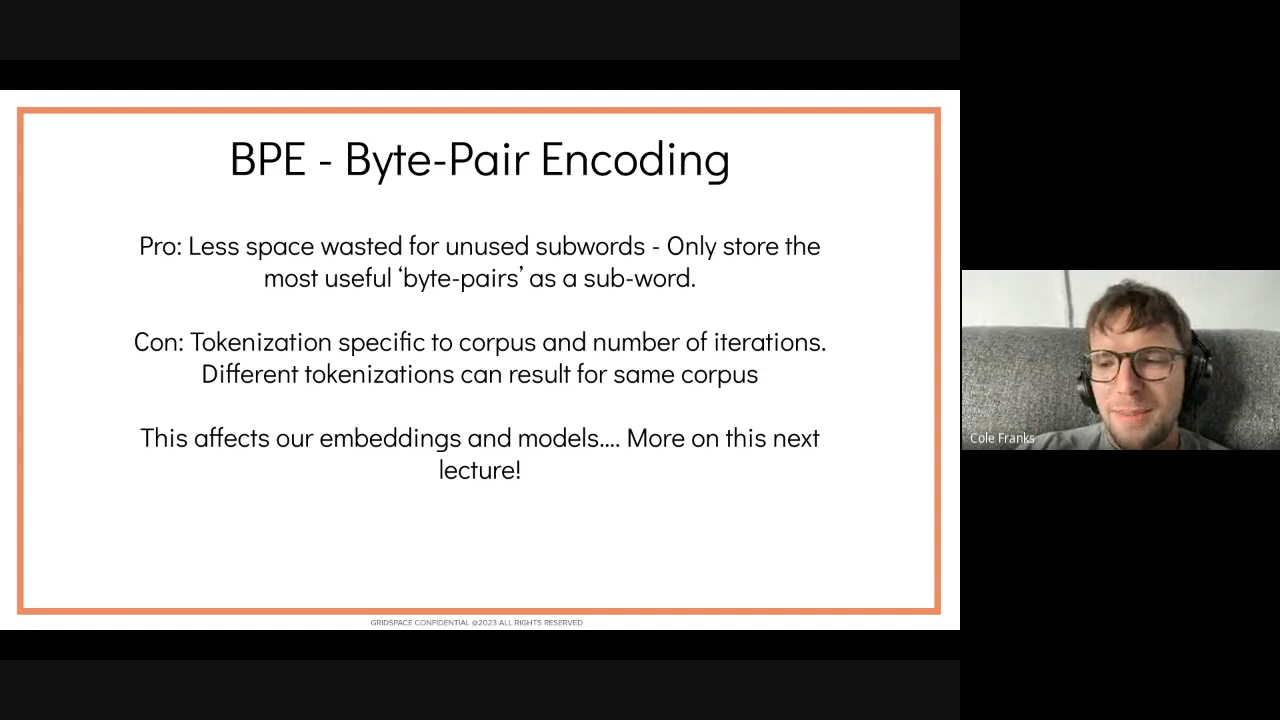 BPE - Byte-Pair Encoding
Pro: Less space wasted for unused subwords - Only store the
most useful ‘byte-pairs’ as a sub-word.
Con: Tokenization specific to corpus and number of iterations.
Different tokenizations can result for same corpus
This affects our embeddings and models.... More on this next
lecture!
GRIDSPACE CONFIDENTIAL @2023 ALL RIGHTS RESERVED
Cole Franks